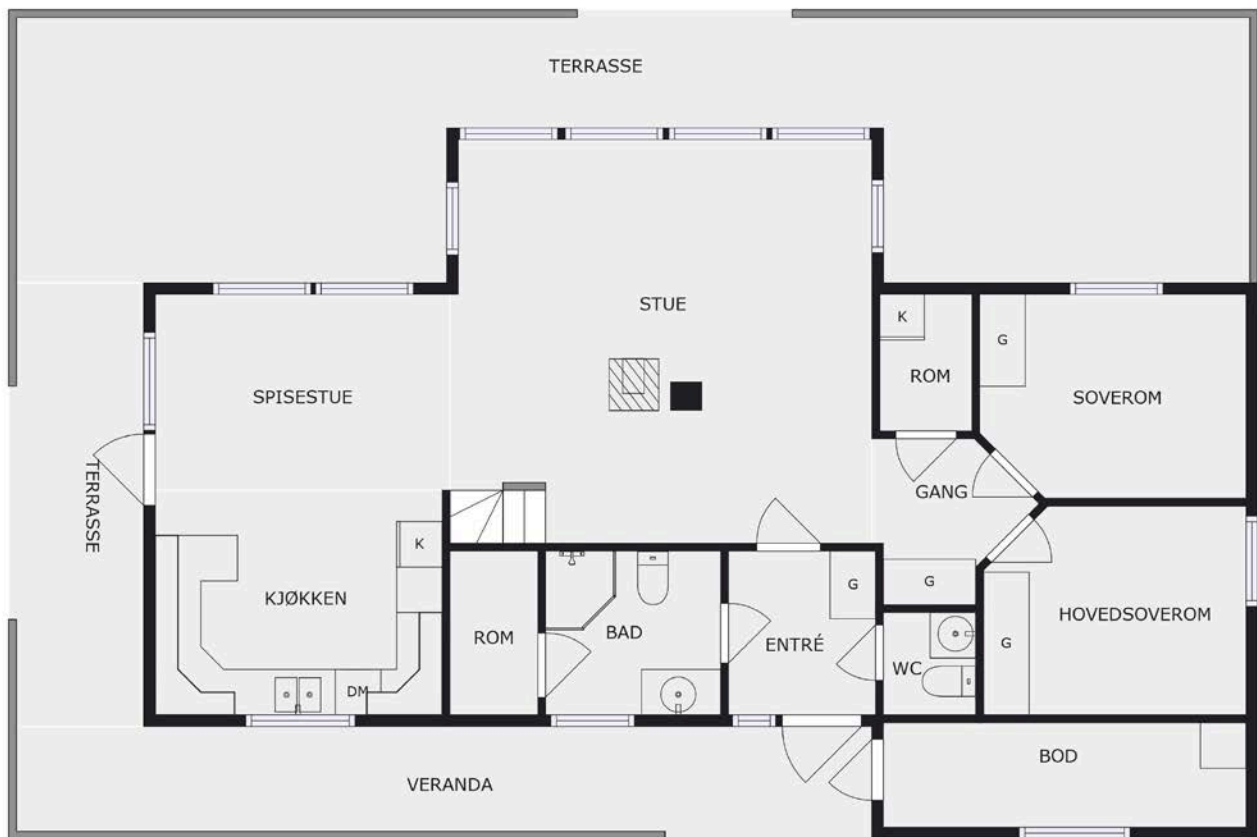 TERRASSE
STUE
K
G
ROM
SOVEROM
SPISESTUE
TERRASSE
GANG
K
G
G
KJØKKEN
HOVEDSOVEROM
ROM
BAD
ENTRÉ
G
WC
DM
BOD
VERANDA